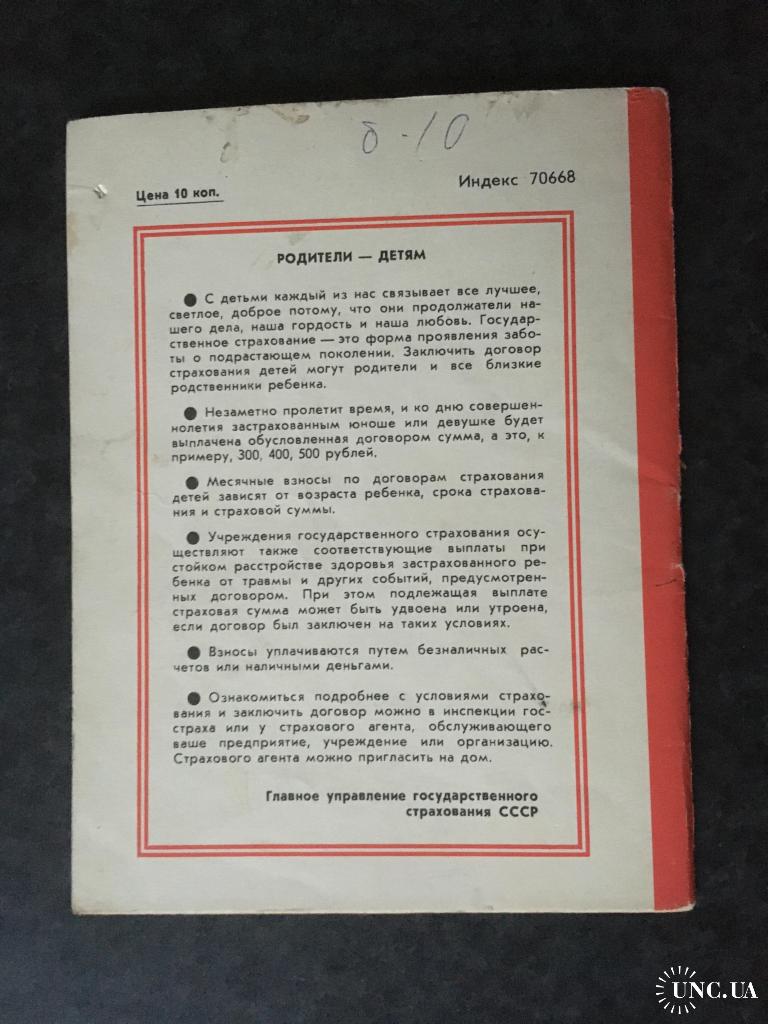 б-10
Цена 10 коп.
Индекс 70668
РОДИТЕЛИ — ДЕТЯМ
● С детьми каждый из нас связывает все лучшее,
светлое, доброе потому, что они продолжатели на-
шего дела, наша гордость и наша любовь. Государ-
ственное страхование — это форма проявления забо-
ты о подрастающем поколении. Заключить договор
страхования детей могут родители и все близкие
родственники ребенка.
● Незаметно пролетит время, и ко дню совершен-
нолетия застрахованным юноше или девушке будет
выплачена обусловленная договором сумма, а это, к
примеру, 300, 400, 500 рублей.
● Месячные взносы по договорам страхования
детей зависят от возраста ребенка, срока страхова-
ния и страховой суммы.
● Учреждения государственного страхования осу-
ществляют также соответствующие выплаты при
стойком расстройстве здоровья застрахованного ре-
бенка от травмы и других событий, предусмотрен-
ных договором. При этом подлежащая выплате
страховая сумма может быть удвоена или утроена,
если договор был заключен на таких условиях.
● Взносы уплачиваются путем безналичных рас-
четов или наличными деньгами.
● Ознакомиться подробнее с условиями страхо-
вания и заключить договор можно в инспекции гос-
страха или у страхового агента, обслуживающего
ваше предприятие, учреждение или организацию.
Страхового агента можно пригласить на дом.
Главное управление государственного
страхования СССР
UNC.UA